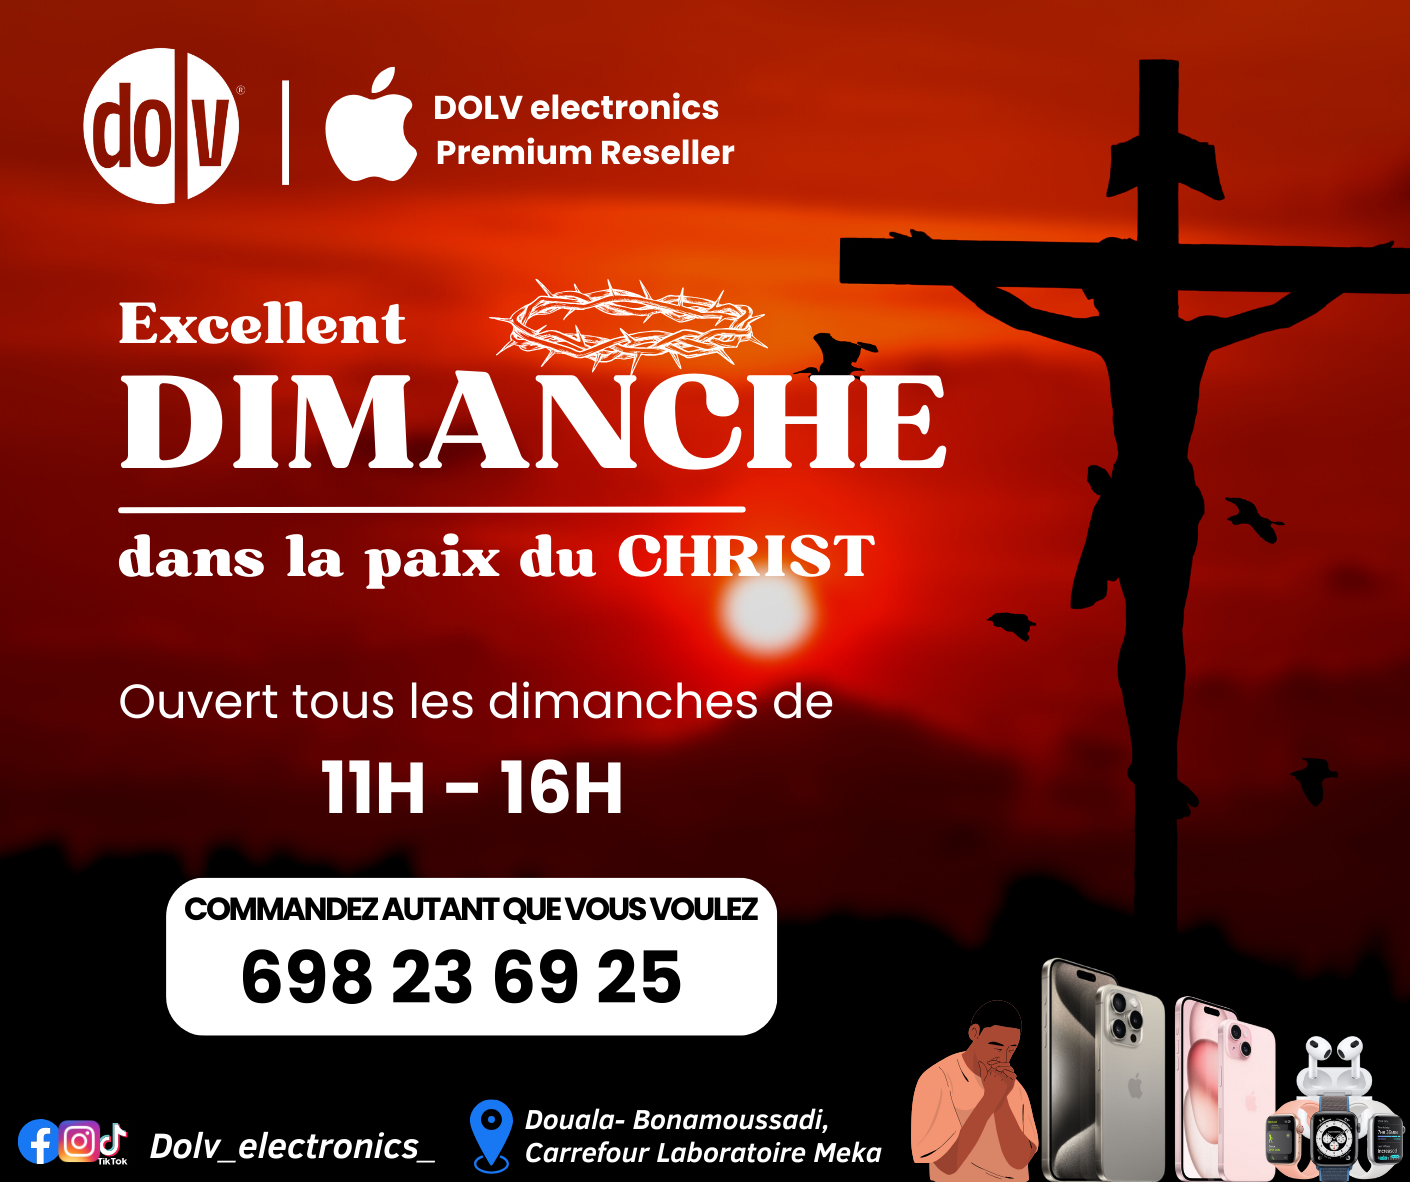 dolv®
DOLV electronics
Premium Reseller
Excellent
DIMANCHE
dans la paix du CHRIST
Ouvert tous les dimanches de
11H - 16H
COMMANDEZ AUTANT QUE VOUS VOULEZ
698 23 69 25
TikTok
Dolv_electronics_
Douala- Bonamoussadi,
Carrefour Laboratoire Meka